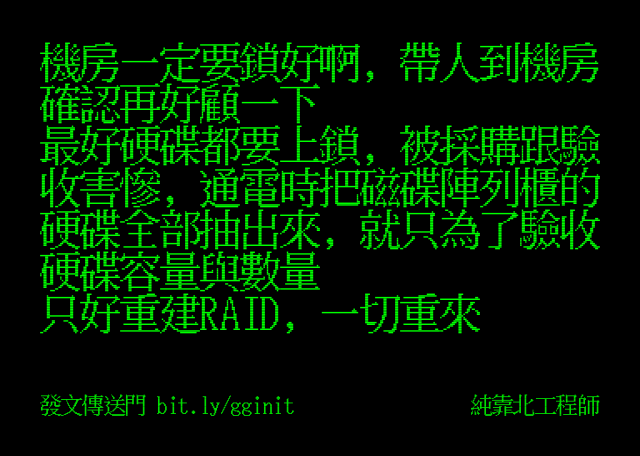 機房一定要鎖好啊，帶人到機房
確認再好顧一下
最好硬碟都要上鎖，被採購跟驗
收害慘，通電時把磁碟陣列櫃的
硬碟全部抽出來，就只為了驗收
硬碟容量與數量
只好重建RAID，一切重來
發文傳送門 bit.ly/gginit
純靠北工程師